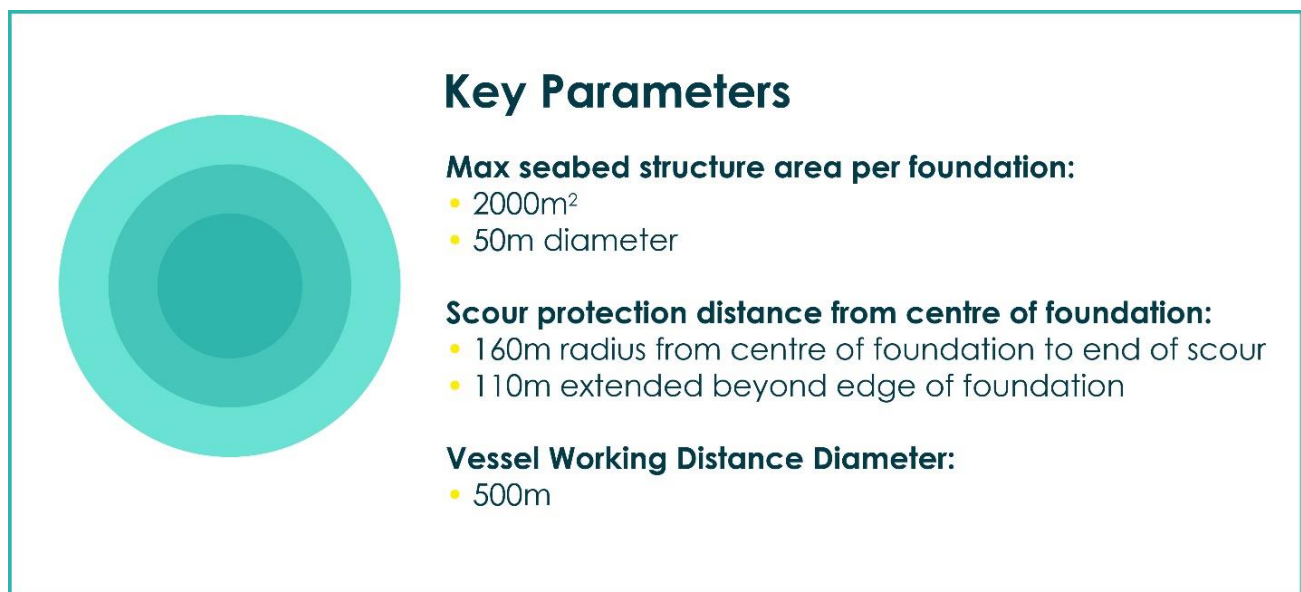 Key Parameters
Max seabed structure area per foundation:
• 2000m²
• 50m diameter
Scour protection distance from centre of foundation:
• 160m radius from centre of foundation to end of scour
• 110m extended beyond edge of foundation
Vessel Working Distance Diameter:
• 500m